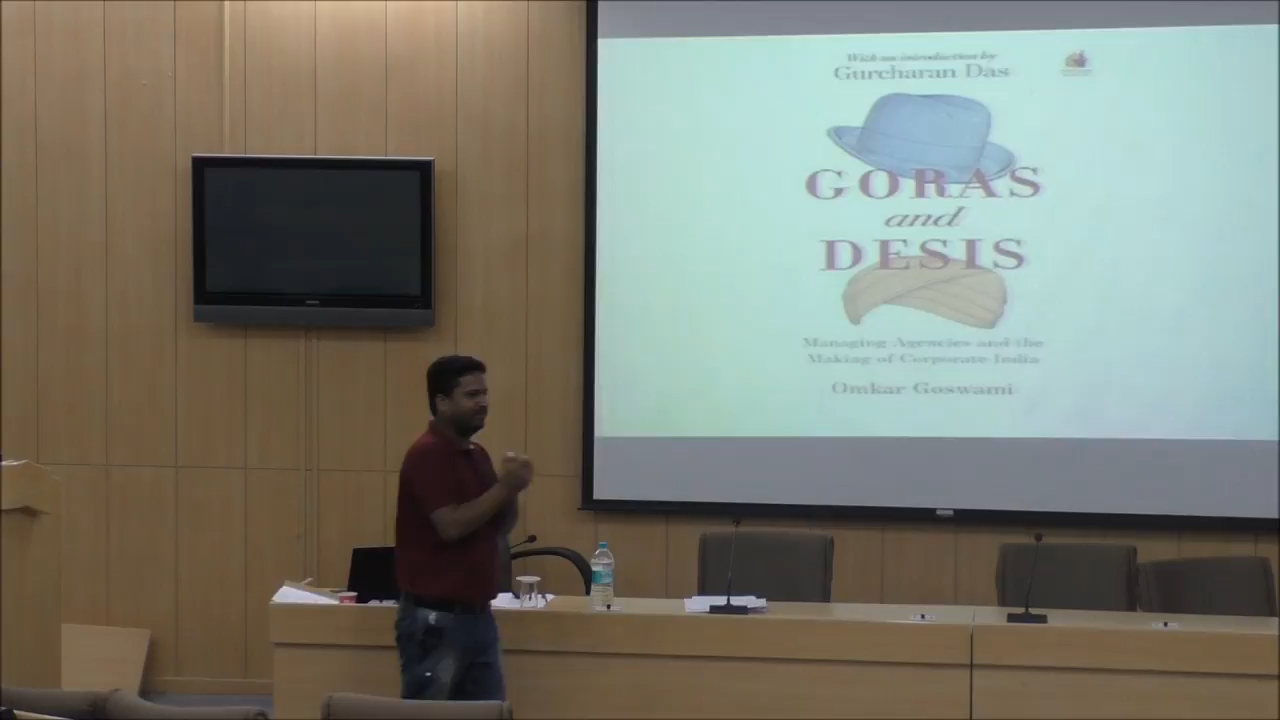 With an introduction by
Gurcharan Das
GORAS
and
DESIS
Managing Agencies and the
Making of Corporate India
Omkar Goswami